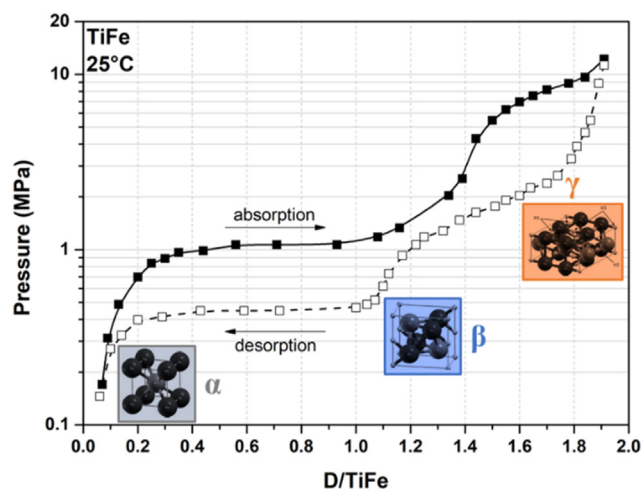 TiFe
25°C
20
10
1
0.1
Pressure (MPa)
absorption
desorption
α
β
γ
0.0 0.2 0.4 0.6 0.8 1.0 1.2 1.4 1.6 1.8 2.0
D/TiFe